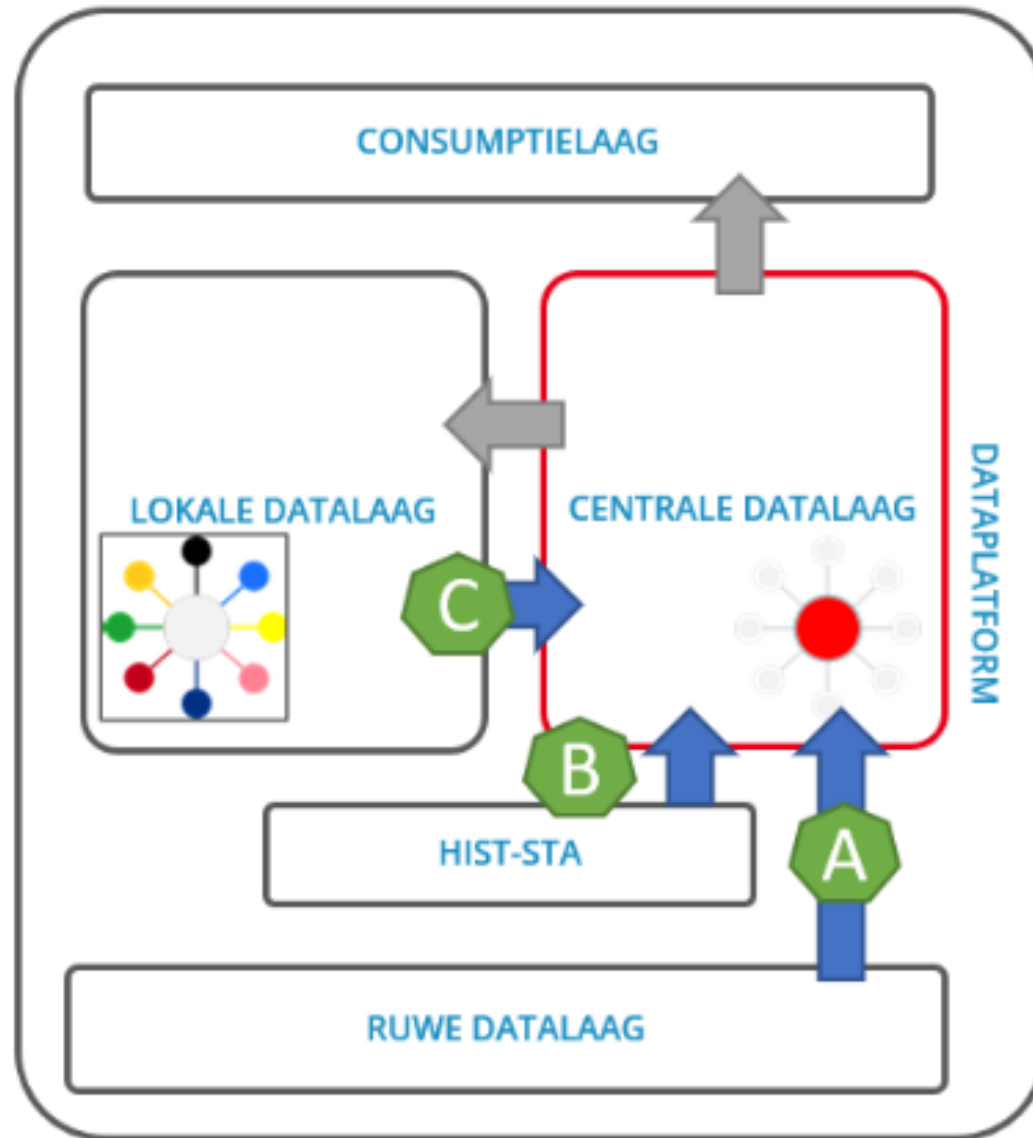 CONSUMPTIELAAG
LOKALE DATALAAG
CENTRALE DATALAAG
DATAPLATFORM
C
B
A
HIST-STA
RUWE DATALAAG